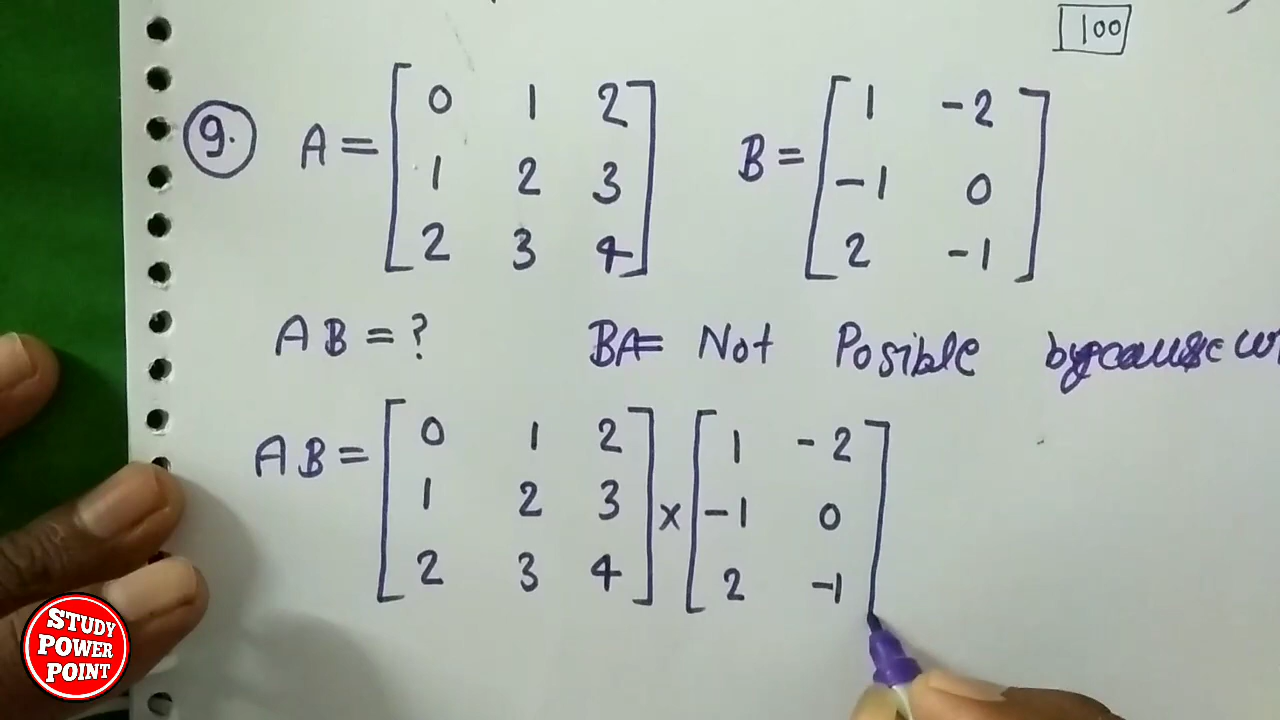 100
9. A = [ 0 1 2   B = [ 1 -2
1 2 3   -1 0
2 3 4 ]   2 -1 ]
AB = ?   BA= Not Posible bycause
AB = [ 0 1 2 ] × [ 1 -2
1 2 3   -1 0
2 3 4   2 -1
STUDY
POWER
POINT